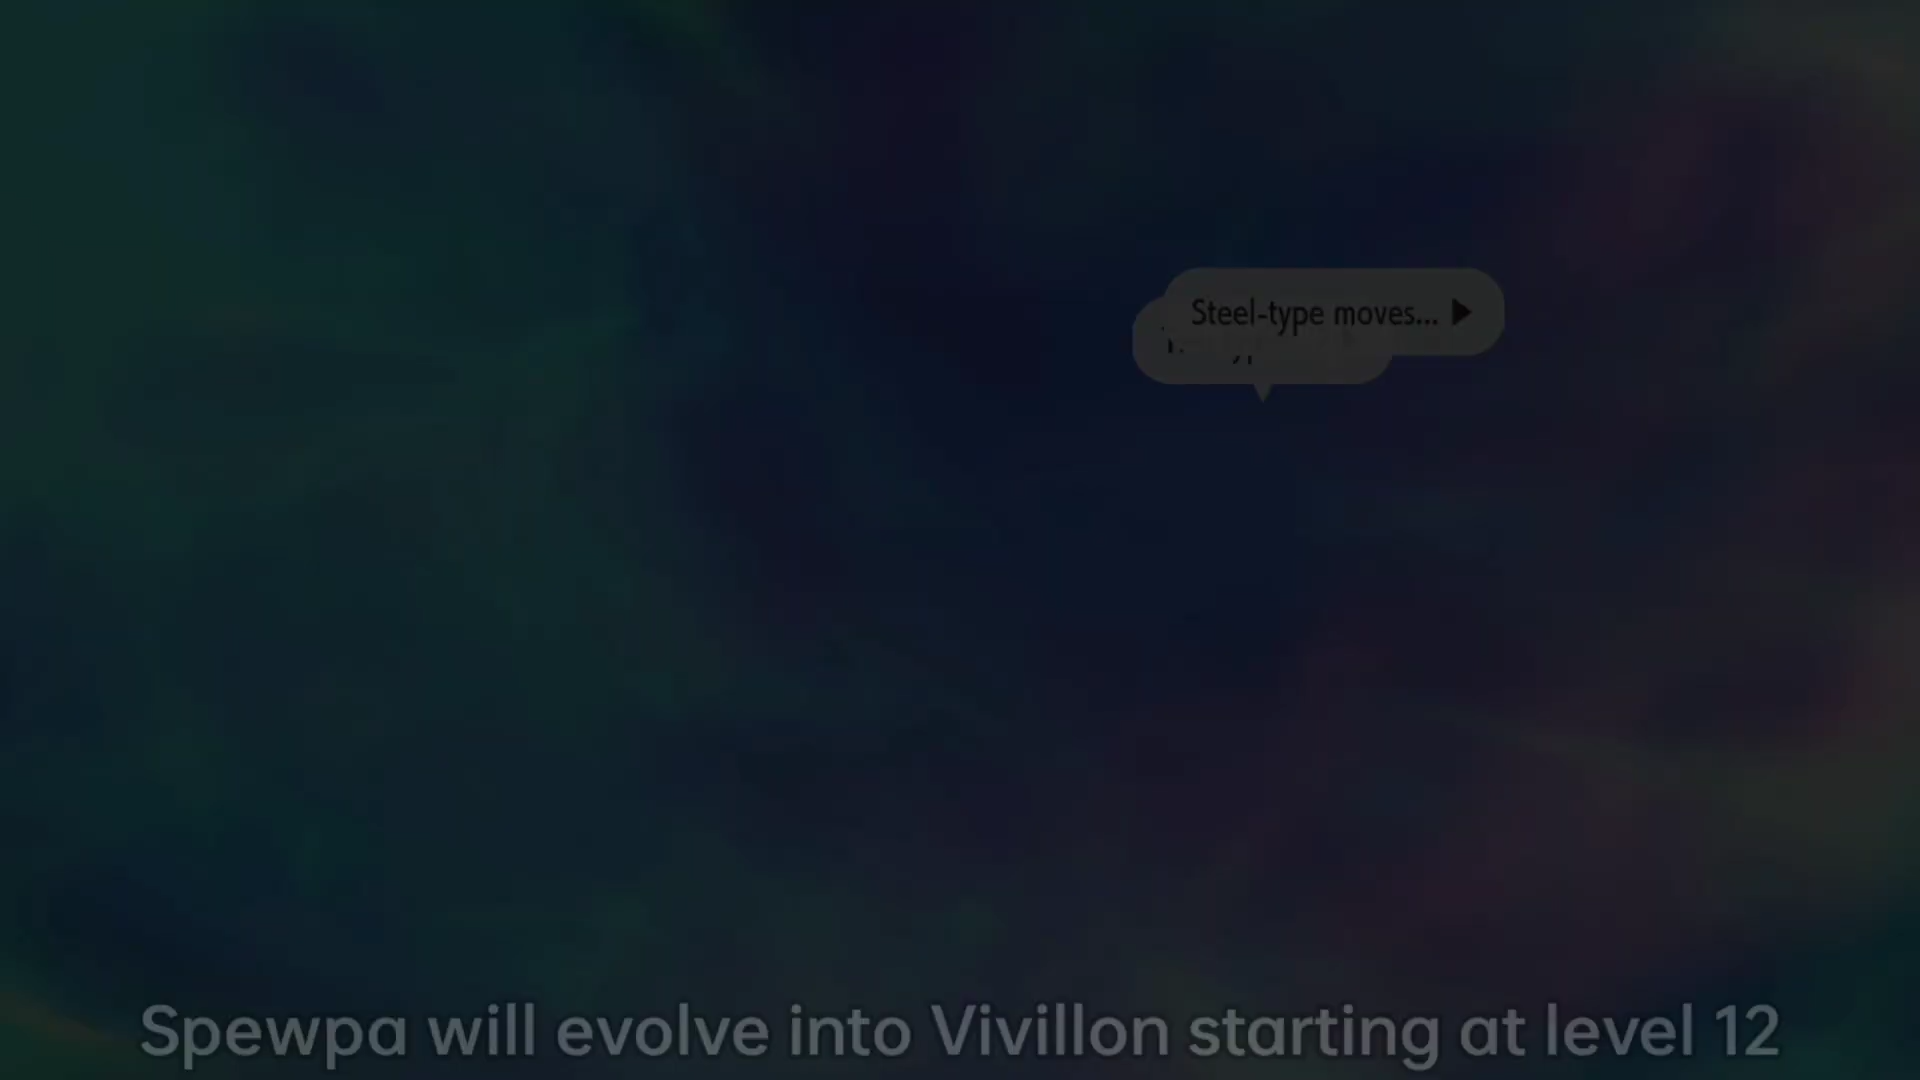 Steel-type moves...
Spewpa will evolve into Vivillon starting at level 12